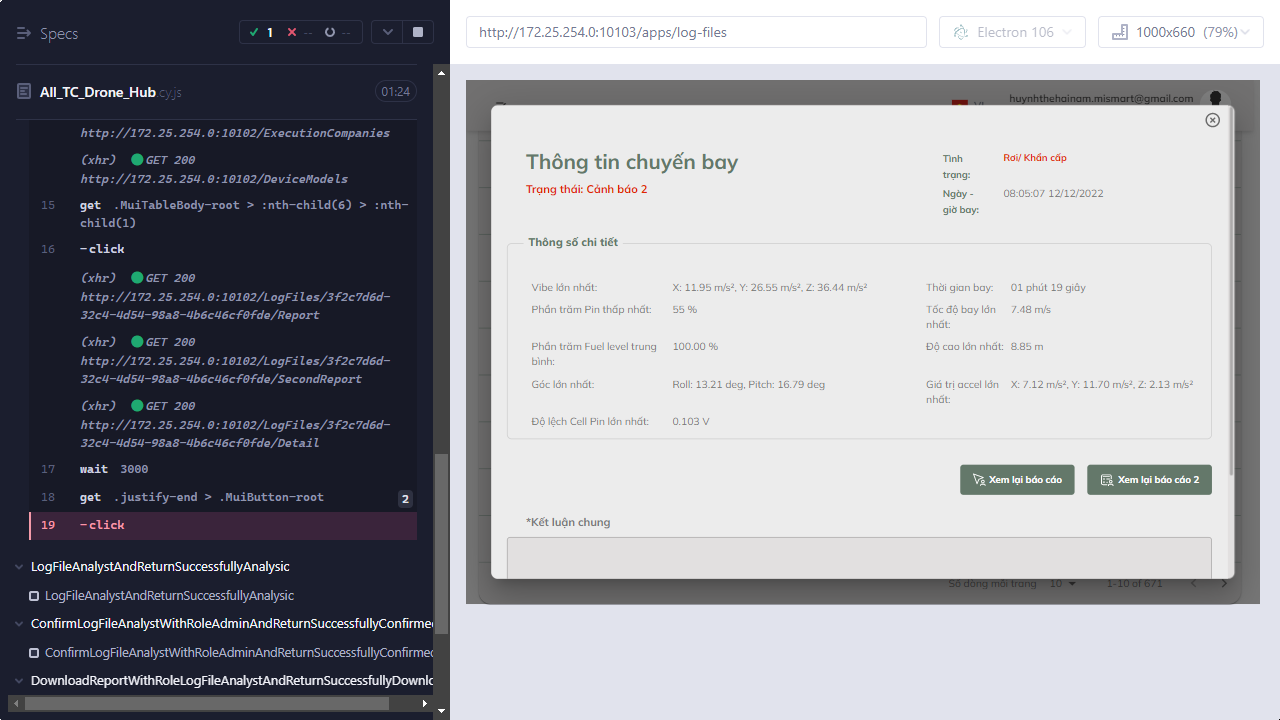 Specs
1
--
--
All_TC_Drone_Hub.cy.js
01:24
http://172.25.254.0:10102/ExecutionCompanies
(xhr) GET 200
http://172.25.254.0:10102/DeviceModels
15 get .MuiTableBody-root > :nth-child(6) > :nth-
child(1)
16 -click
(xhr) GET 200
http://172.25.254.0:10102/LogFiles/3f2c7d6d-
32c4-4d54-98a8-4b6c46cf0fde/Report
(xhr) GET 200
http://172.25.254.0:10102/LogFiles/3f2c7d6d-
32c4-4d54-98a8-4b6c46cf0fde/SecondReport
(xhr) GET 200
http://172.25.254.0:10102/LogFiles/3f2c7d6d-
32c4-4d54-98a8-4b6c46cf0fde/Detail
17 wait 3000
18 get .justify-end > .MuiButton-root 2
19 -click
LogFileAnalystAndReturnSuccessfullyAnalysic
LogFileAnalystAndReturnSuccessfullyAnalysic
ConfirmLogFileAnalystWithRoleAdminAndReturnSuccessfullyConfirmed
ConfirmLogFileAnalystWithRoleAdminAndReturnSuccessfullyConfirmed
DownloadReportWithRoleLogFileAnalystAndReturnSuccessfullyDownlo
http://172.25.254.0:10103/apps/log-files
Electron 106
1000x660 (79%)
huynhthehainam.mismart@gmail.com
Thông tin chuyến bay
Trạng thái: Cảnh báo 2
Tình
trạng:
Rơi/ Khẩn cấp
Ngày -
giờ bay:
08:05:07 12/12/2022
Thông số chi tiết
Vibe lớn nhất: X: 11.95 m/s², Y: 26.55 m/s², Z: 36.44 m/s²
Thời gian bay: 01 phút 19 giây
Phần trăm Pin thấp nhất: 55 %
Tốc độ bay lớn
nhất:
7.48 m/s
Phần trăm Fuel level trung
bình:
100.00 %
Độ cao lớn nhất: 8.85 m
Góc lớn nhất: Roll: 13.21 deg, Pitch: 16.79 deg
Giá trị accel lớn
nhất:
X: 7.12 m/s², Y: 11.70 m/s², Z: 2.13 m/s²
Độ lệch Cell Pin lớn nhất: 0.103 V
Xem lại báo cáo
Xem lại báo cáo 2
*Kết luận chung
Số dòng mỗi trang 10
1-10 of 671